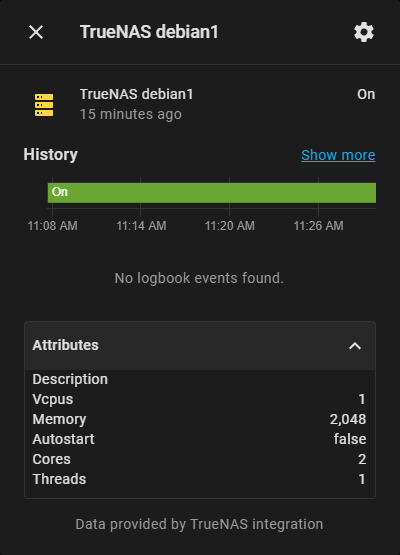 TrueNAS debian1
TrueNAS debian1 On
15 minutes ago
History Show more
On
11:08 AM 11:14 AM 11:20 AM 11:26 AM
No logbook events found.
Attributes
Description
Vcpus 1
Memory 2,048
Autostart false
Cores 2
Threads 1
Data provided by TrueNAS integration